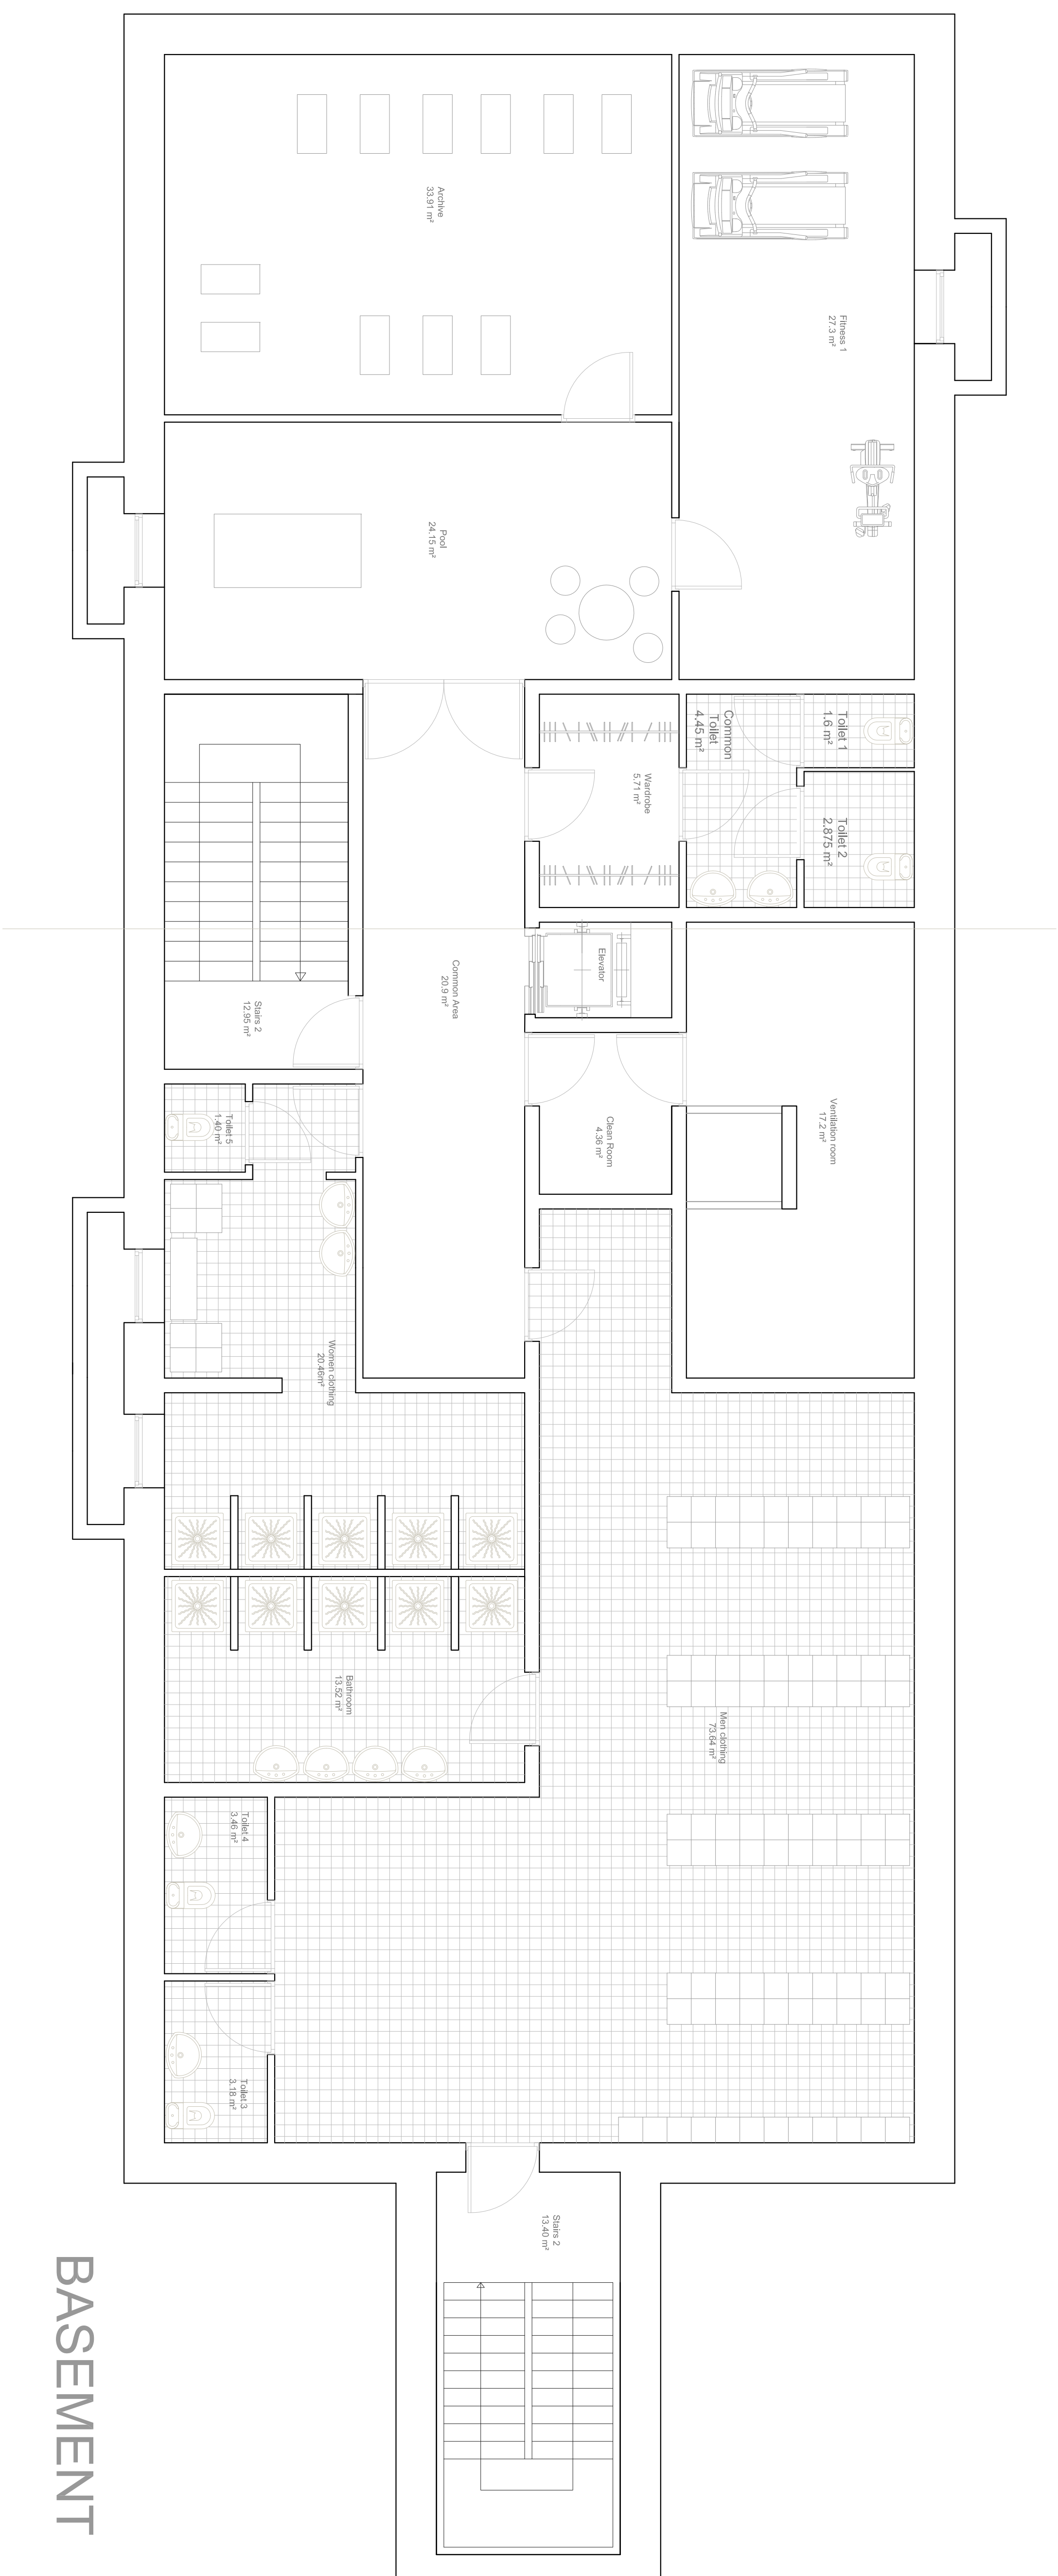 Archive
33.91 m²
Fitness 1
27.3 m²
Pool
24.15 m²
Toilet 1
1.6 m²
Common
Toilet
4.45 m²
Toilet 2
2.875 m²
Wardrobe
5.71 m²
Elevator
Common Area
20.9 m²
Stairs 2
12.95 m²
Ventilation room
17.2 m²
Clean Room
4.36 m²
Toilet 5
1.40 m²
Women clothing
20.46m²
Bathroom
13.52 m²
Men clothing
73.64 m²
Toilet 4
3.46 m²
Toilet 3
3.18 m²
Stairs 2
13.40 m²
BASEMENT